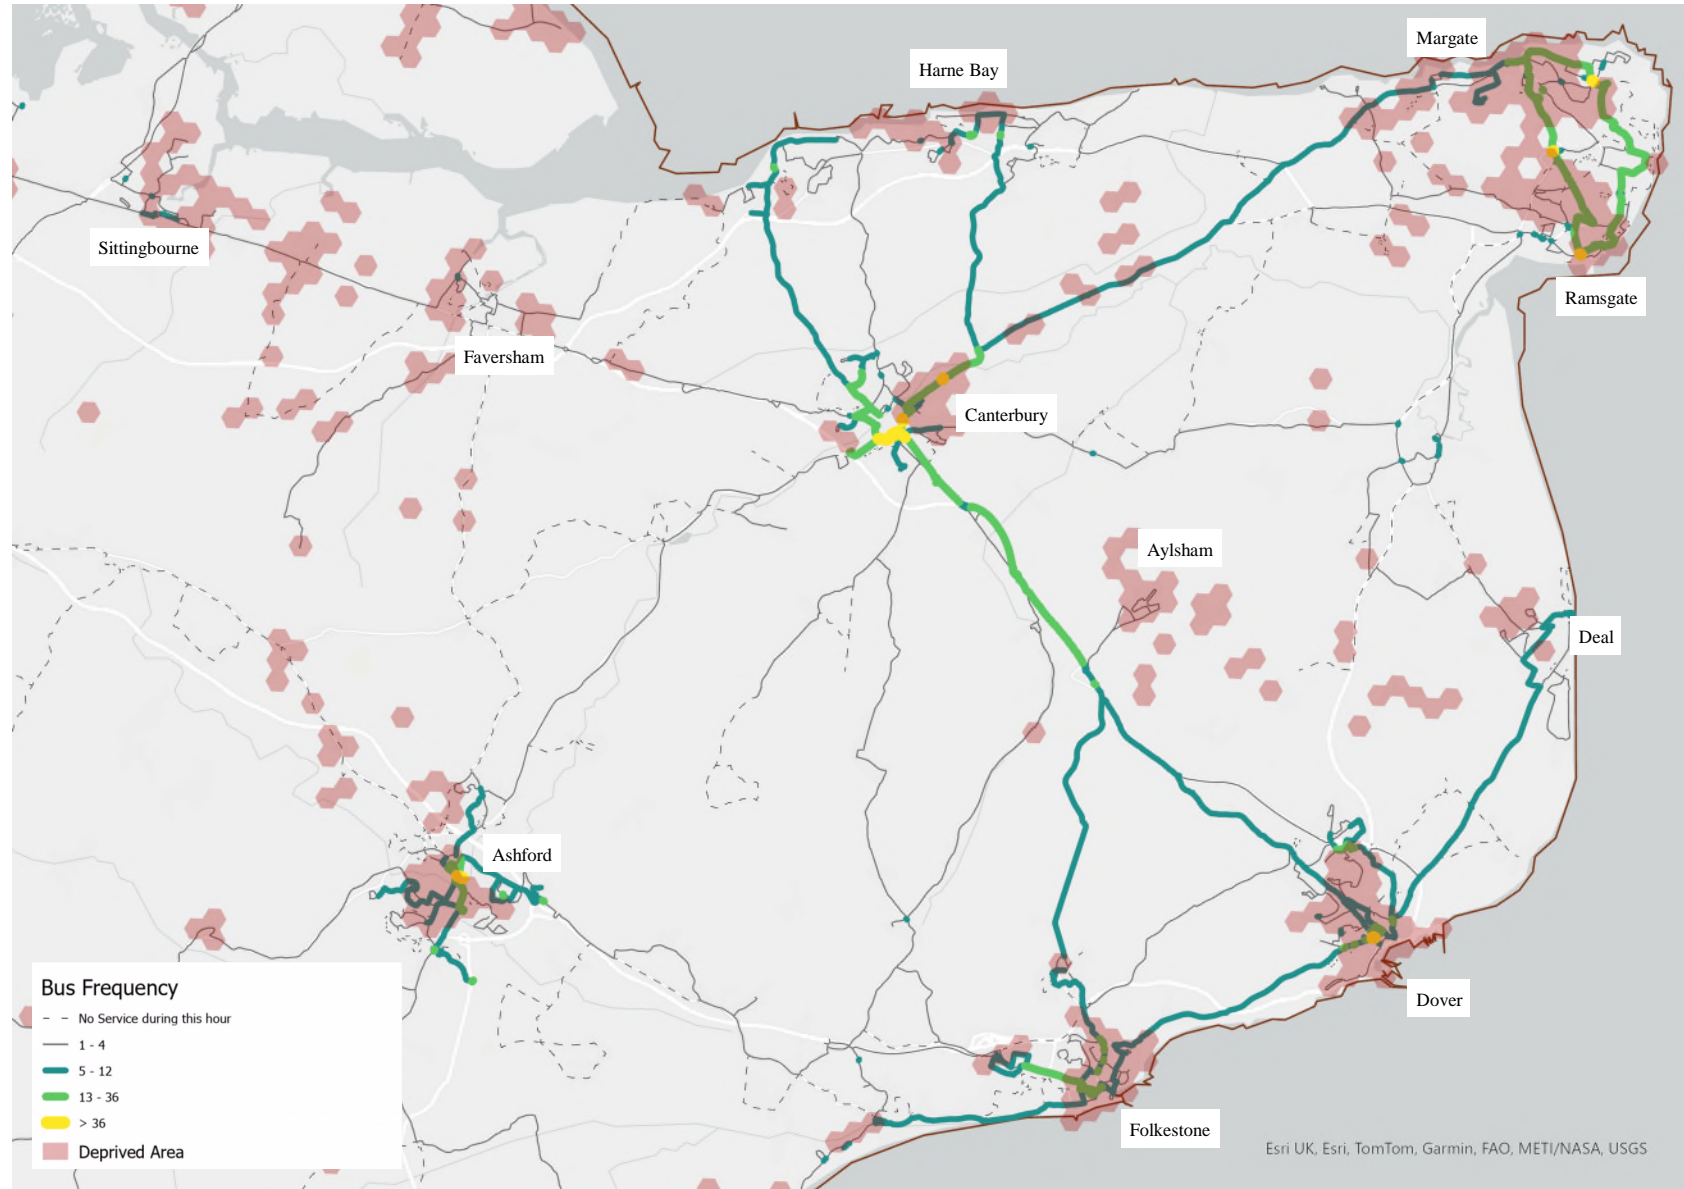 Margate
Harne Bay
Sittingbourne
Ramsgate
Faversham
Canterbury
Aylsham
Deal
Ashford
Dover
Folkestone
Bus Frequency
No Service during this hour
1 - 4
5 - 12
13 - 36
> 36
Deprived Area
Esri UK, Esri, TomTom, Garmin, FAO, METI/NASA, USGS